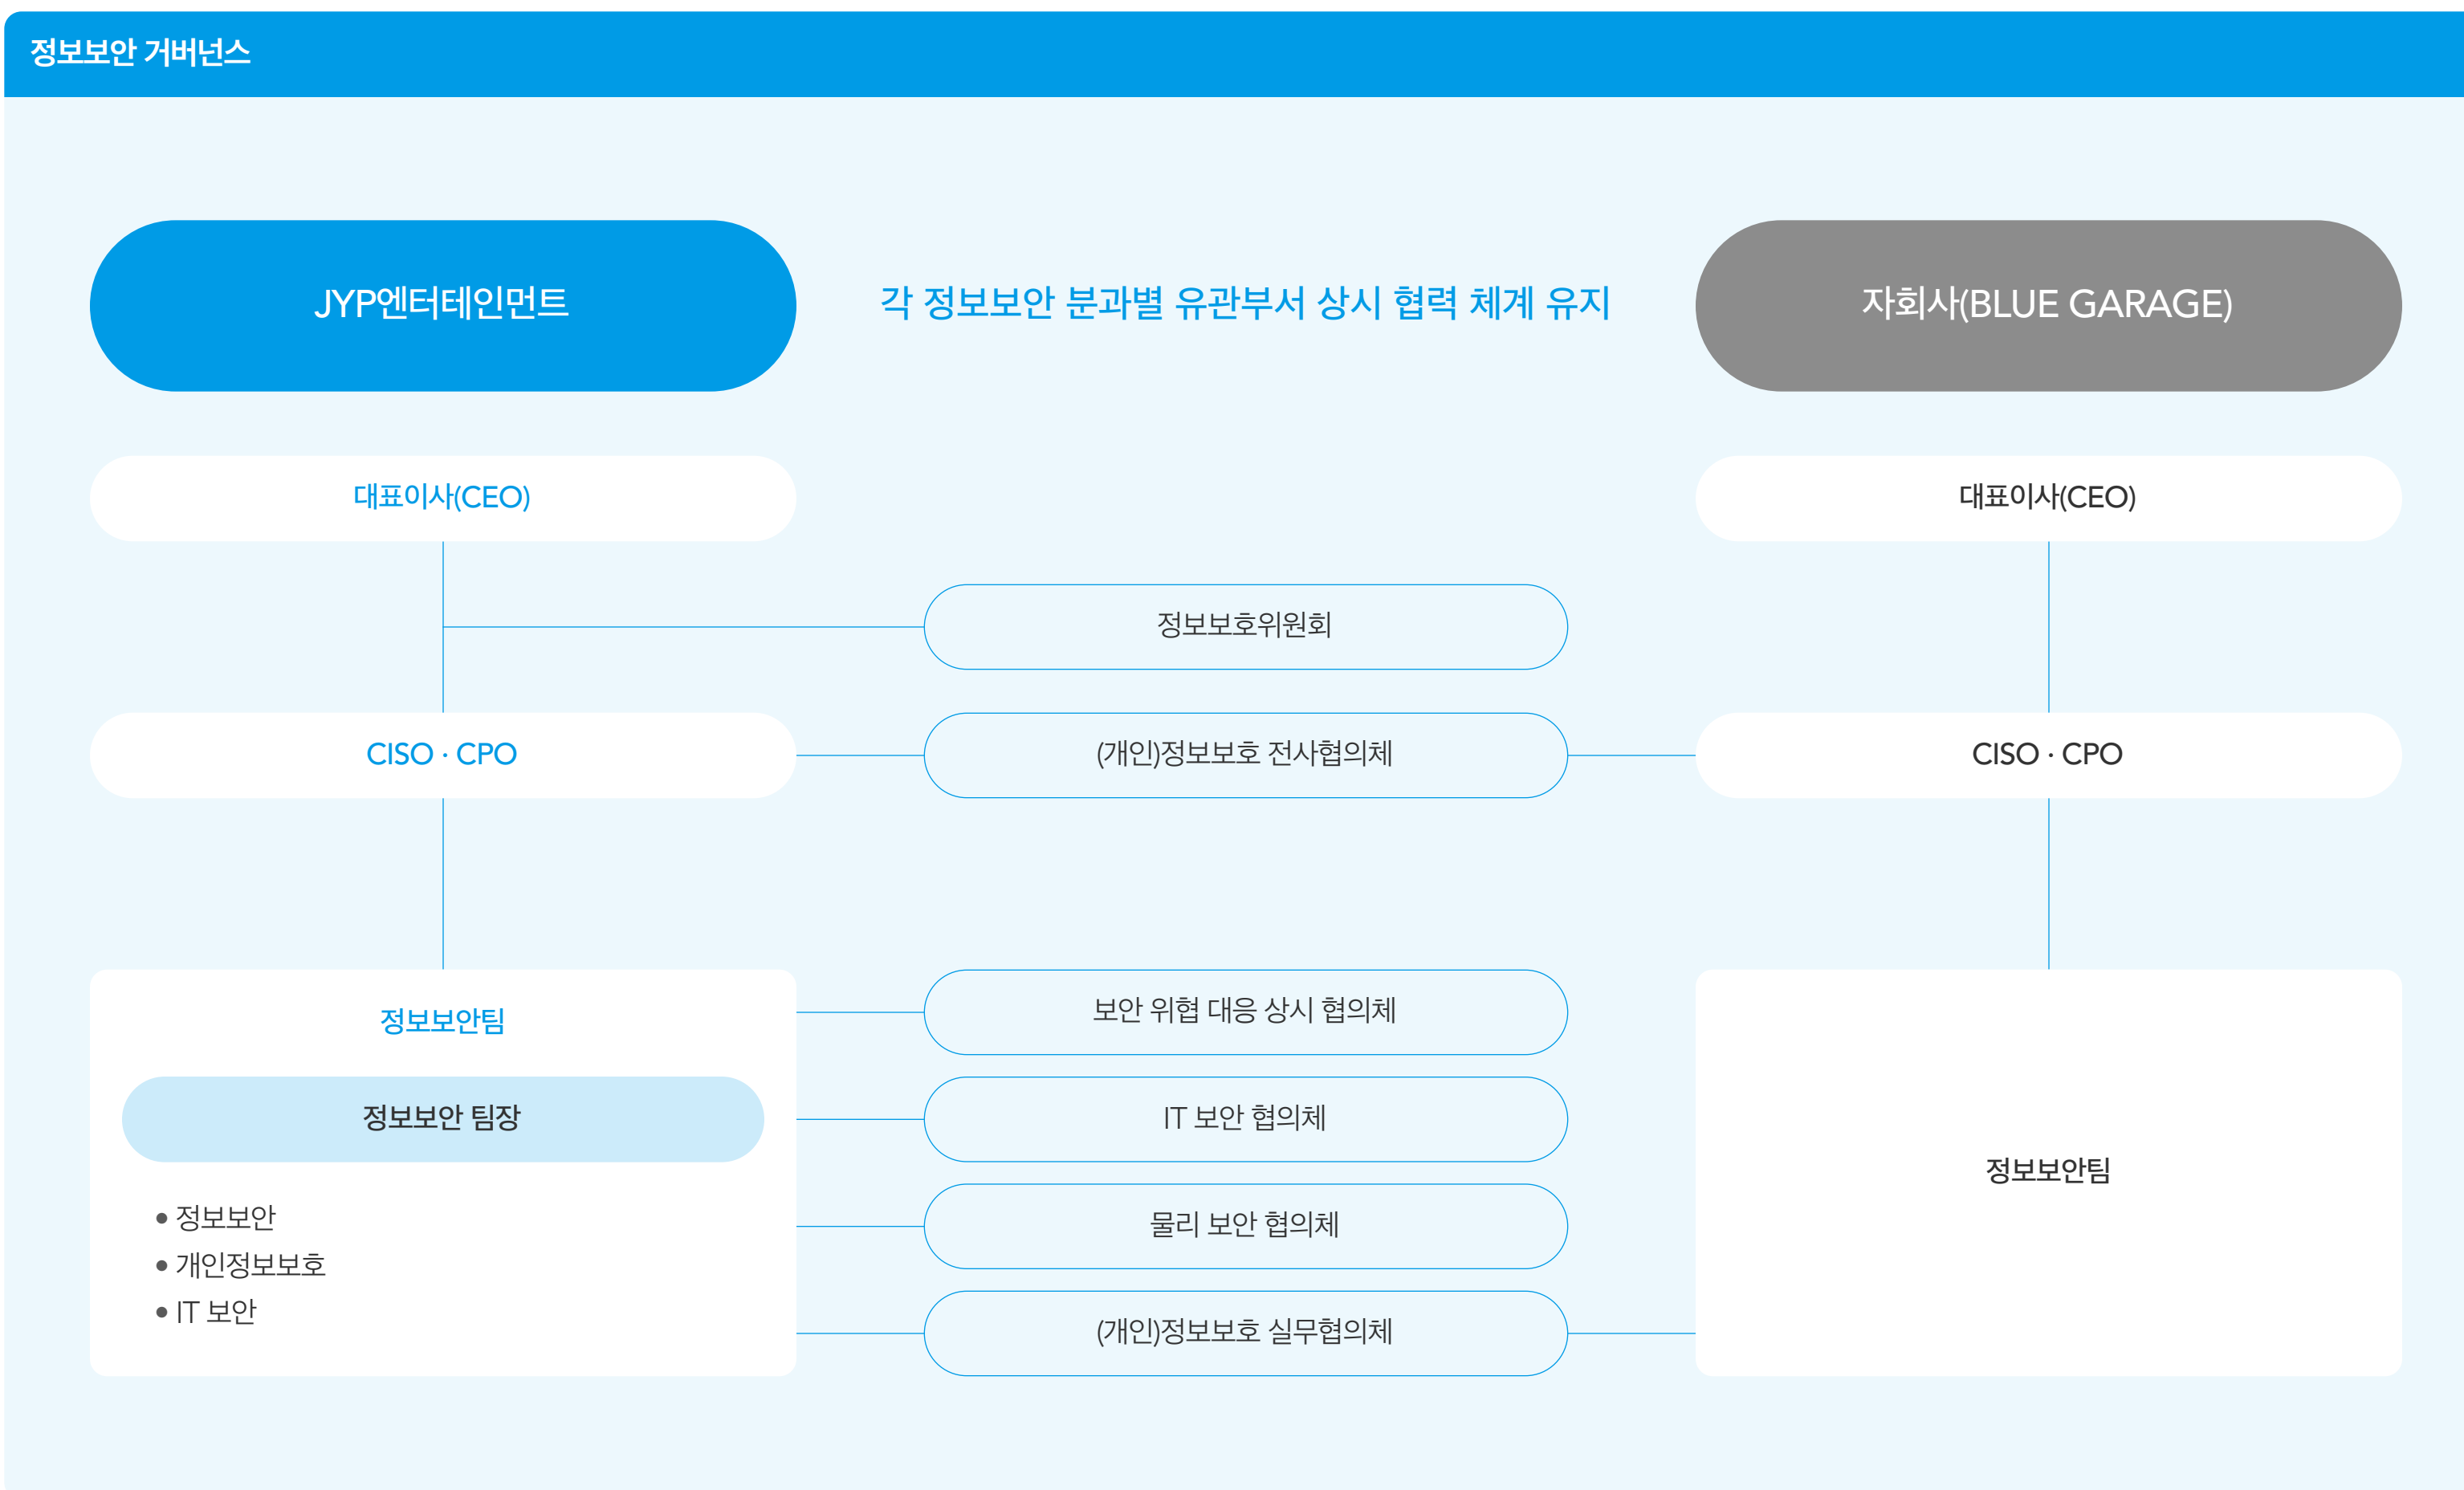 정보보안 거버넌스
JYP엔터테인먼트
각 정보보안 분과별 유관부서 상시 협력 체계 유지
자회사(BLUE GARAGE)
대표이사(CEO)
대표이사(CEO)
정보보호위원회
CISO · CPO
(개인)정보보호 전사협의체
CISO · CPO
정보보안팀
정보보안 팀장
• 정보보안
• 개인정보보호
• IT 보안
보안 위협 대응 상시 협의체
IT 보안 협의체
물리 보안 협의체
(개인)정보보호 실무협의체
정보보안팀